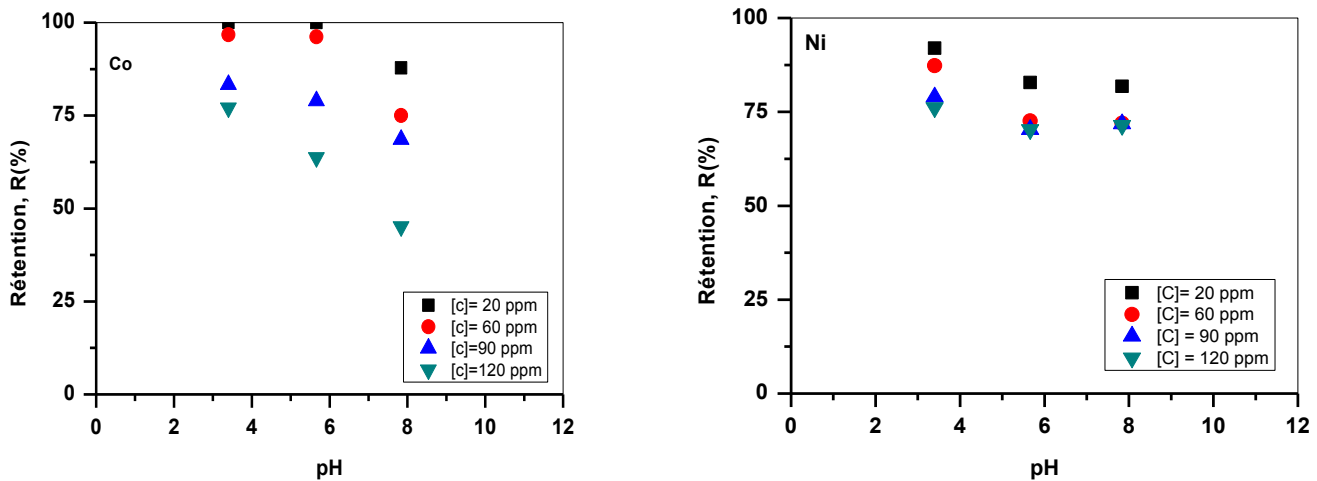 Co
Rétention, R(%)
100
75
50
25
0
0 2 4 6 8 10 12
pH
[c]= 20 ppm
[c]= 60 ppm
[c]=90 ppm
[c]=120 ppm
Ni
Rétention, R(%)
100
75
50
25
0
0 2 4 6 8 10 12
pH
[C]= 20 ppm
[C]= 60 ppm
[C] = 90 ppm
[C] = 120 ppm